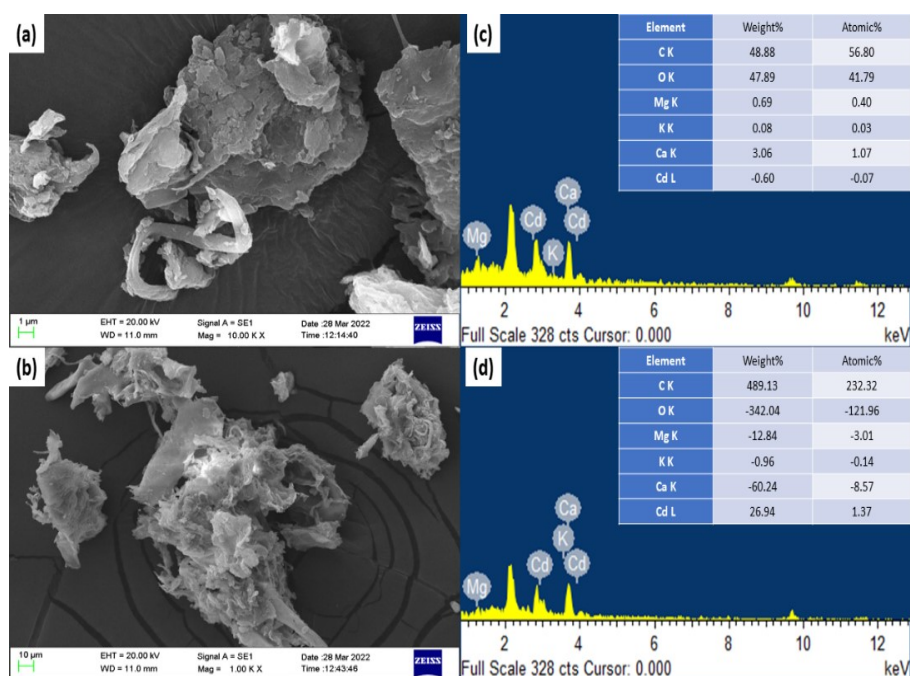 (a)
1 µm
EHT = 20.00 kV
WD = 11.0 mm
Signal A = SE1
Mag = 10.00 K X
Date :28 Mar 2022
Time :12:14:40
ZEISS
(c)
Element Weight% Atomic%
C K 48.88 56.80
O K 47.89 41.79
Mg K 0.69 0.40
K K 0.08 0.03
Ca K 3.06 1.07
Cd L -0.60 -0.07
Ca
Mg Cd Cd
K
2 4 6 8 10 12
Full Scale 328 cts Cursor: 0.000 keV
(b)
10 µm
EHT = 20.00 kV
WD = 11.0 mm
Signal A = SE1
Mag = 1.00 K X
Date :28 Mar 2022
Time :12:43:46
ZEISS
(d)
Element Weight% Atomic%
C K 489.13 232.32
O K -342.04 -121.96
Mg K -12.84 -3.01
K K -0.96 -0.14
Ca K -60.24 -8.57
Cd L 26.94 1.37
Ca
K
Mg Cd Cd
2 4 6 8 10 12
Full Scale 328 cts Cursor: 0.000 keV